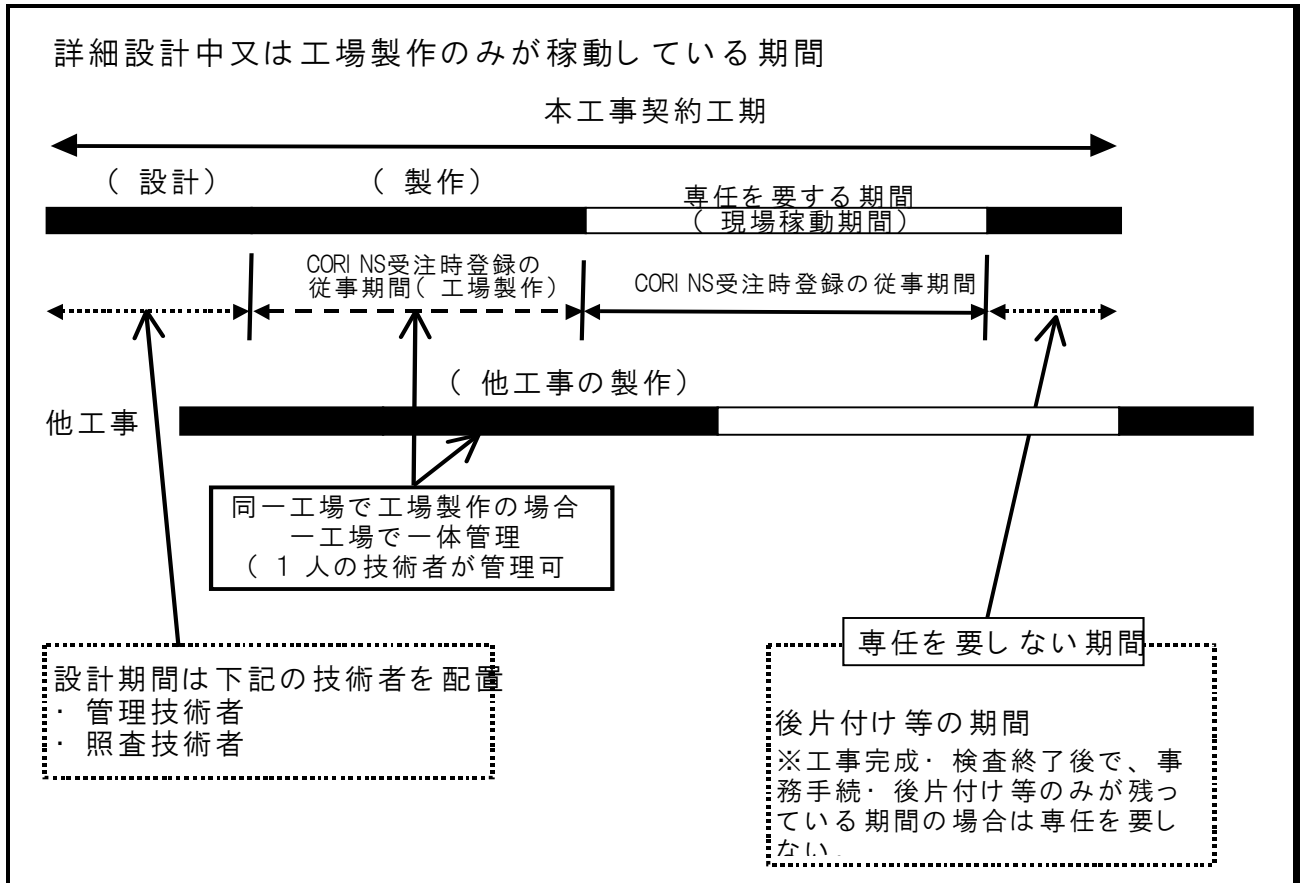 詳細設計中又は工場製作のみが稼動している期間
本工事契約工期
（設計）
（製作）
専任を要する期間
（現場稼動期間）
CORINS受注時登録の
従事期間（工場製作）
CORINS受注時登録の従事期間
（他工事の製作）
他工事
同一工場で工場製作の場合
一工場で一体管理
（1人の技術者が管理可
設計期間は下記の技術者を配置
・管理技術者
・照査技術者
専任を要しない期間
後片付け等の期間
※工事完成・検査終了後で、事
務手続・後片付け等のみが残っ
ている期間の場合は専任を要し
ない.